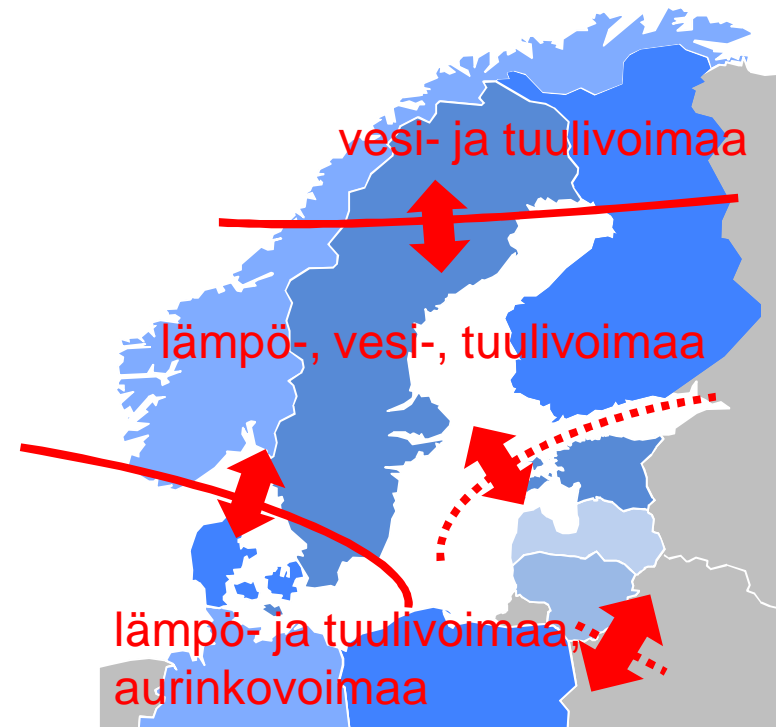 vesi- ja tuulivoimaa
lämpö-, vesi-, tuulivoimaa
lämpö- ja tuulivoimaa,
aurinkovoimaa